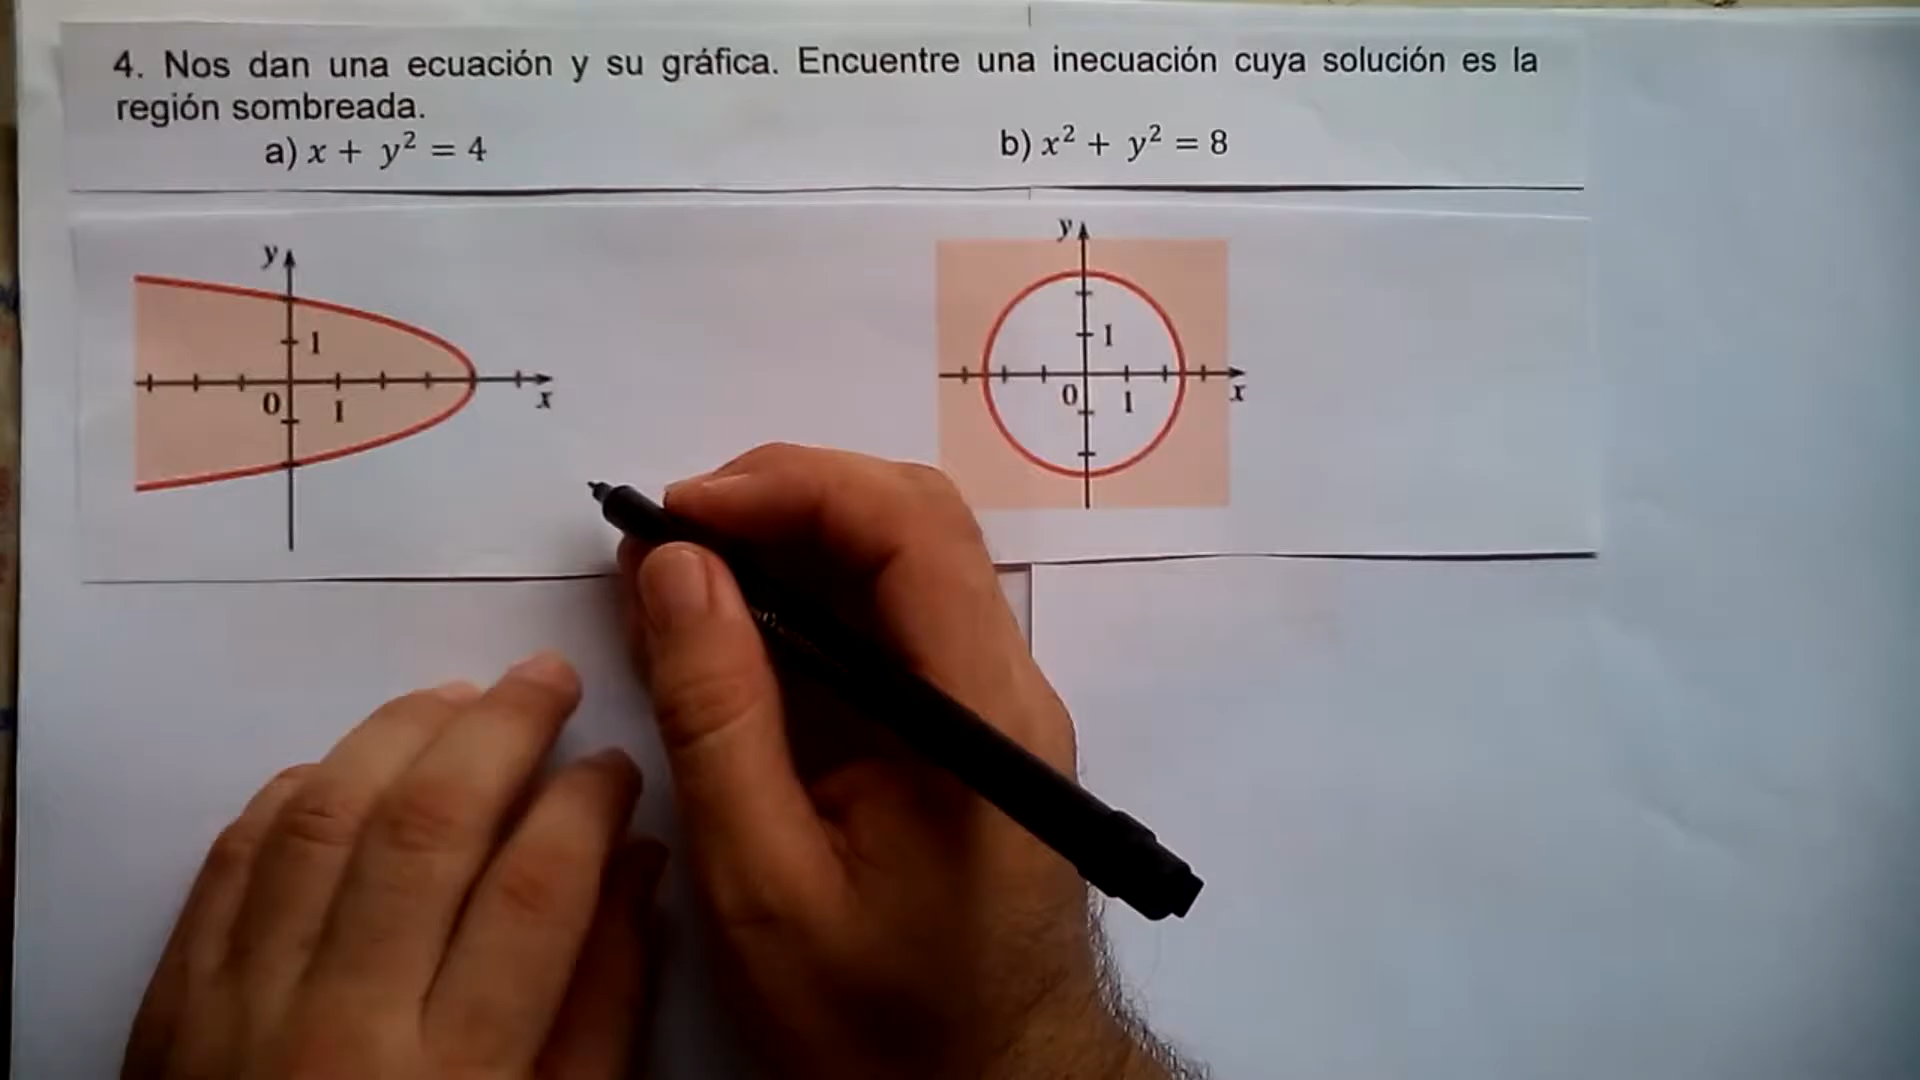 4. Nos dan una ecuación y su gráfica. Encuentre una inecuación cuya solución es la
región sombreada.
a) x + y² = 4
b) x² + y² = 8
y
1
0
1
x
y
1
0
1
x